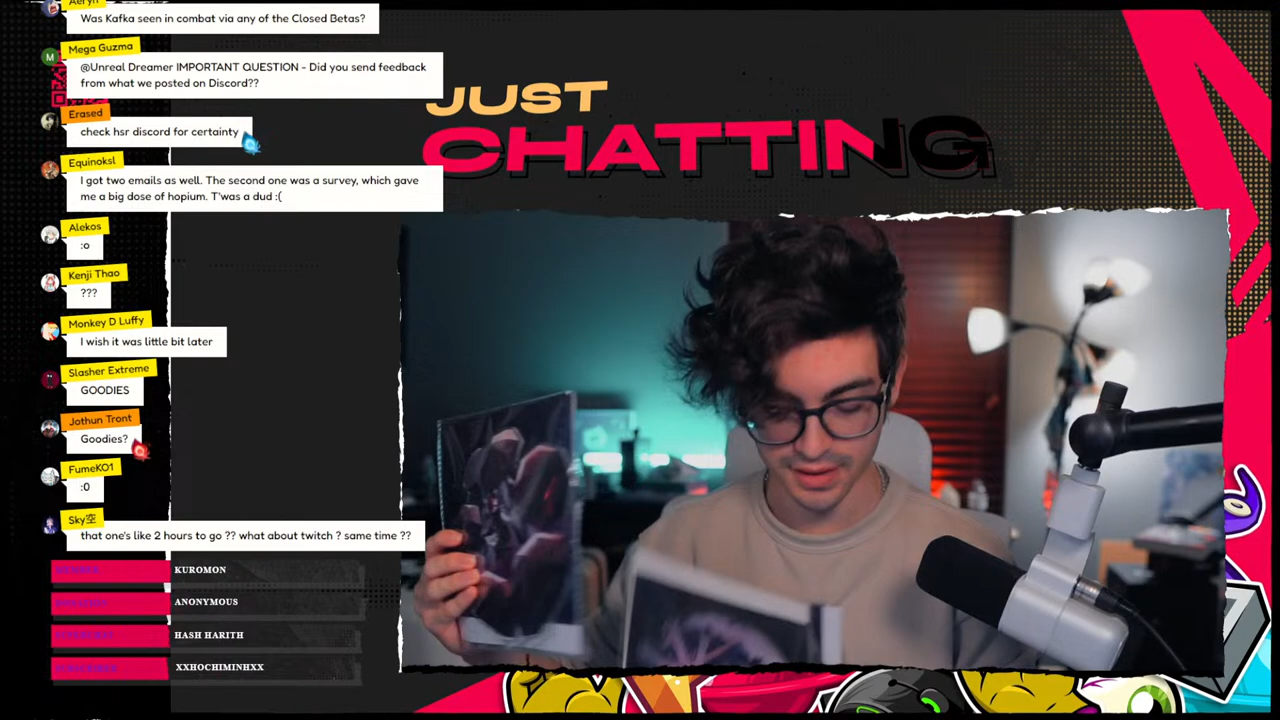 Aeryn
Was Kafka seen in combat via any of the Closed Betas?
Mega Guzma
M
@Unreal Dreamer IMPORTANT QUESTION - Did you send feedback
from what we posted on Discord??
Erased
check hsr discord for certainty
Equinoksl
I got two emails as well. The second one was a survey, which gave
me a big dose of hopium. T'was a dud :(
Alekos
:o
Kenji Thao
???
Monkey D Luffy
I wish it was little bit later
Slasher Extreme
GOODIES
Jothun Tront
Goodies?
FumeKO1
:0
Sky空
that one's like 2 hours to go ?? what about twitch ? same time ??
KUROMON
ANONYMOUS
HASH HARITH
XXHOCHIMINHXX
JUST
CHATTING